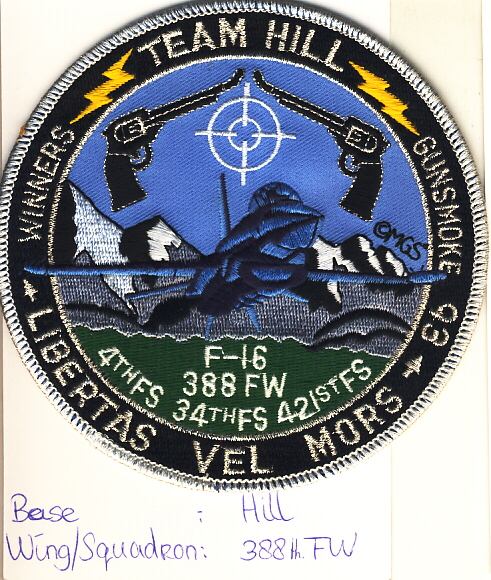 TEAM HILL
WINNERS
GUNSMOKE 93
©MGS
F-16
388 FW
4THFS 34THFS 421STFS
LIBERTAS VEL MORS
Base : Hill
Wing/Squadron: 388th FW